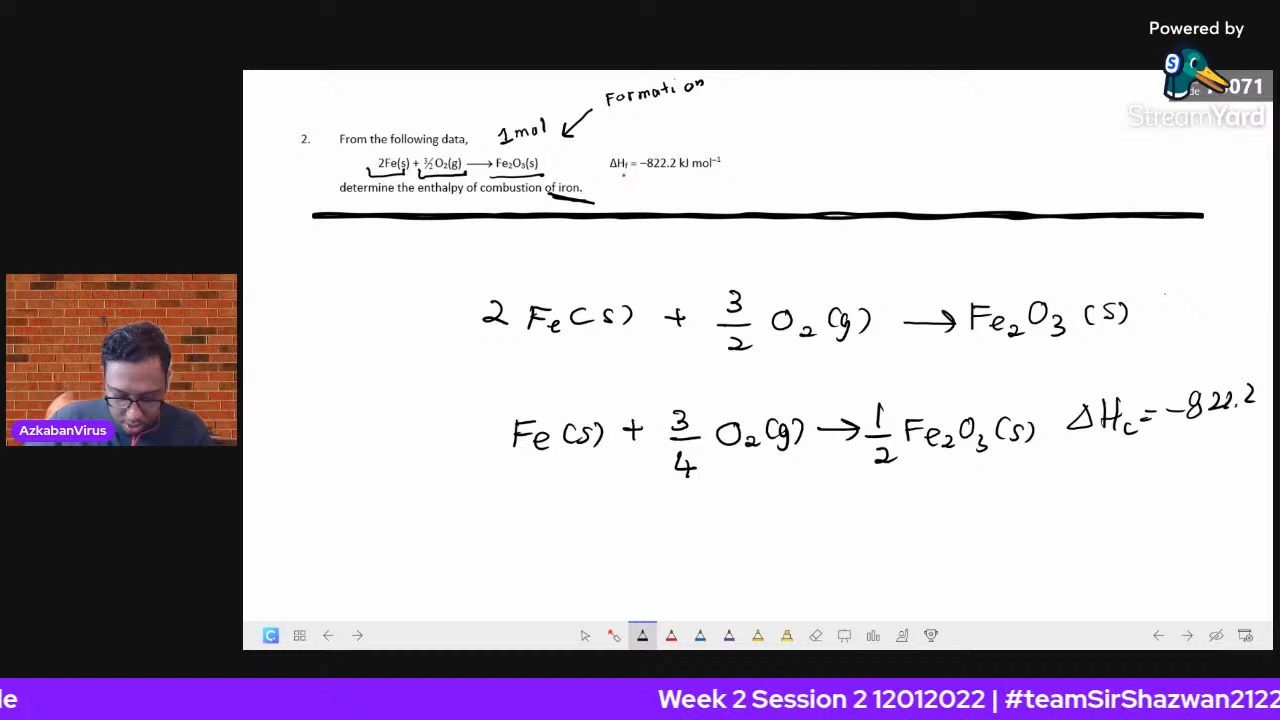 Powered by
071
StreamYard
Formation
1 mol
2. From the following data,
2Fe(s) + 3⁄2 O₂(g) ⟶ Fe₂O₃(s) ΔHf = −822.2 kJ mol⁻¹
determine the enthalpy of combustion of iron.
2 Fe(s) + 3/2 O₂(g) → Fe₂O₃(s)
Fe(s) + 3/4 O₂(g) → 1/2 Fe₂O₃(s) ΔHc = −822.2
AzkabanVirus
de Week 2 Session 2 12012022 | #teamSirShazwan2122